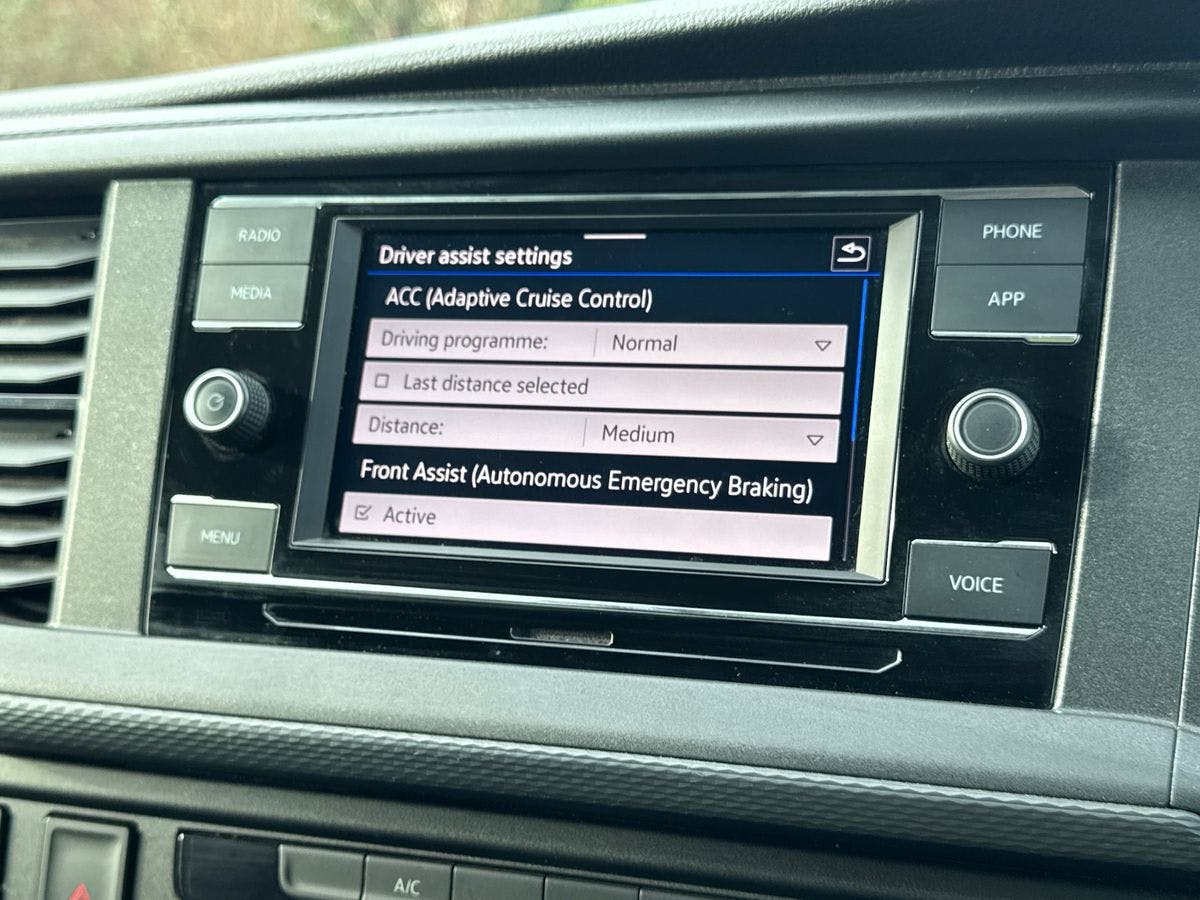 RADIO
MEDIA
MENU
Driver assist settings
ACC (Adaptive Cruise Control)
Driving programme: Normal
Last distance selected
Distance: Medium
Front Assist (Autonomous Emergency Braking)
Active
PHONE
APP
VOICE
A/C